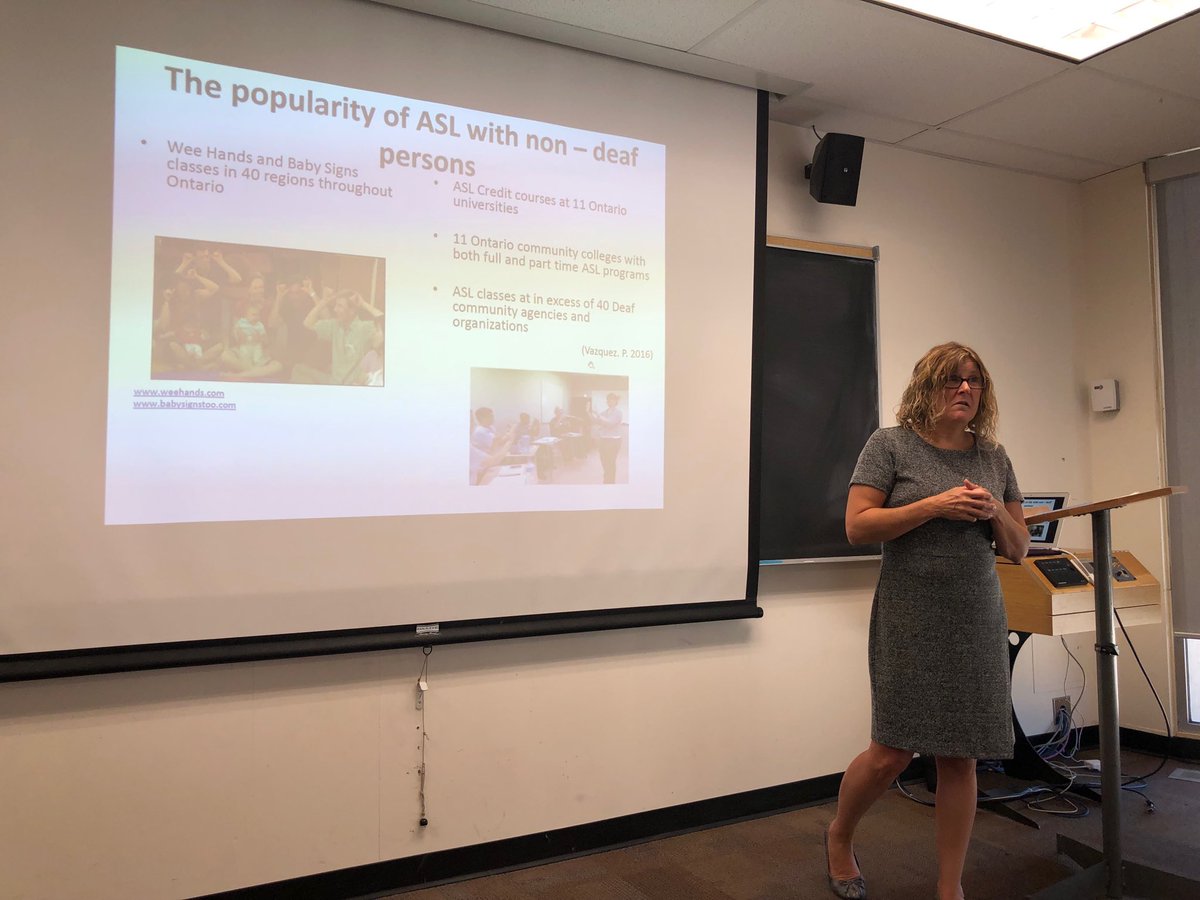 The popularity of ASL with non – deaf
persons
• Wee Hands and Baby Signs
classes in 40 regions throughout
Ontario
www.weehands.com
www.babysignstoo.com
• ASL Credit courses at 11 Ontario
universities
• 11 Ontario community colleges with
both full and part time ASL programs
• ASL classes at in excess of 40 Deaf
community agencies and
organizations
(Vazquez. P. 2016)